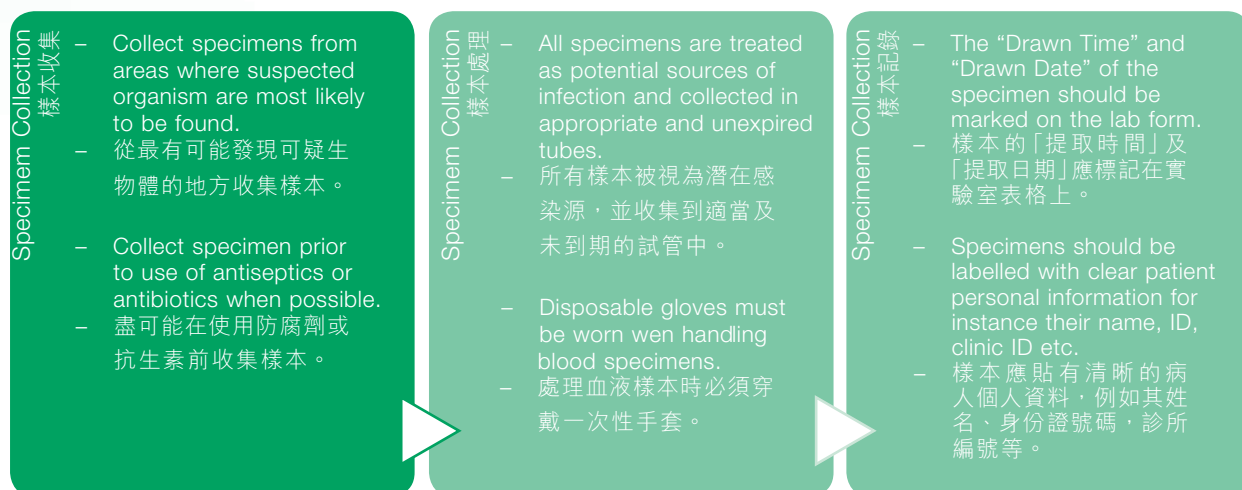 Specimem Collection
樣本收集
– Collect specimens from
areas where suspected
organism are most likely
to be found.
– 從最有可能發現可疑生
物體的地方收集樣本。
– Collect specimen prior
to use of antiseptics or
antibiotics when possible.
– 盡可能在使用防腐劑或
抗生素前收集樣本。
Specimem Collection
樣本處理
– All specimens are treated
as potential sources of
infection and collected in
appropriate and unexpired
tubes.
– 所有樣本被視為潛在感
染源，並收集到適當及
未到期的試管中。
– Disposable gloves must
be worn wen handling
blood specimens.
– 處理血液樣本時必須穿
戴一次性手套。
Specimem Collection
樣本記錄
– The “Drawn Time” and
“Drawn Date” of the
specimen should be
marked on the lab form.
– 樣本的「提取時間」及
「提取日期」應標記在實
驗室表格上。
– Specimens should be
labelled with clear patient
personal information for
instance their name, ID,
clinic ID etc.
– 樣本應貼有清晰的病
人個人資料，例如其姓
名、身份證號碼，診所
編號等。